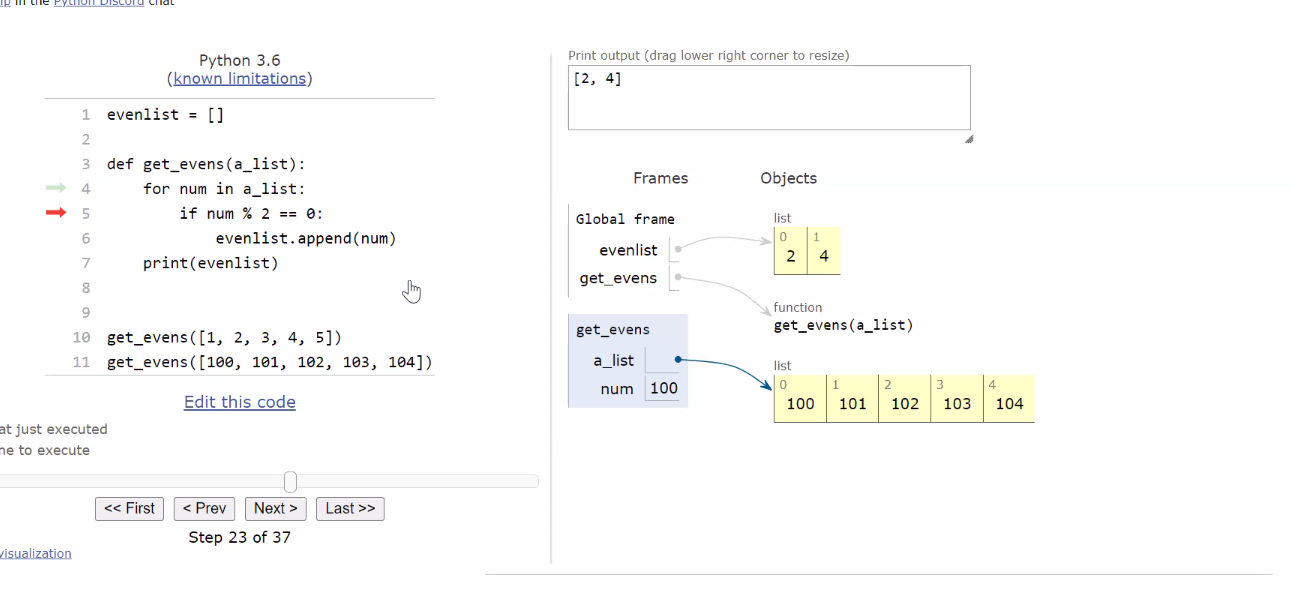 in the Python Discord chat
Python 3.6
(known limitations)
1 evenlist = []
2
3 def get_evens(a_list):
4     for num in a_list:
5         if num % 2 == 0:
6             evenlist.append(num)
7     print(evenlist)
8
9
10 get_evens([1, 2, 3, 4, 5])
11 get_evens([100, 101, 102, 103, 104])
Edit this code
at just executed
ne to execute
<< First < Prev Next > Last >>
Step 23 of 37
visualization
Print output (drag lower right corner to resize)
[2, 4]
Frames Objects
Global frame
evenlist
get_evens
list
0 1
2 4
function
get_evens(a_list)
get_evens
a_list
num 100
list
0 1 2 3 4
100 101 102 103 104